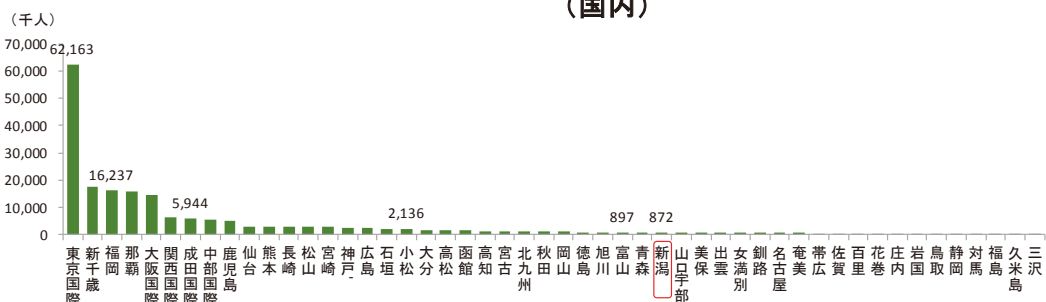 （国内）
（千人）
70,000
60,000
50,000
40,000
30,000
20,000
10,000
0
62,163
16,237
5,944
2,136
897
872
東京国際
新千歳
福岡
那覇
大阪国際
関西国際
成田国際
中部国際
鹿児島
仙台
熊本
長崎
松山
宮崎
神戸
広島
石垣
小松
大分
高松
函館
高知
宮古
北九州
秋田
岡山
徳島
旭川
富山
青森
新潟
山口宇部
美保
出雲
女満別
釧路
名古屋
奄美
帯広
佐賀
百里
花巻
庄内
岩国
鳥取
静岡
対馬
福島
久米島
三沢